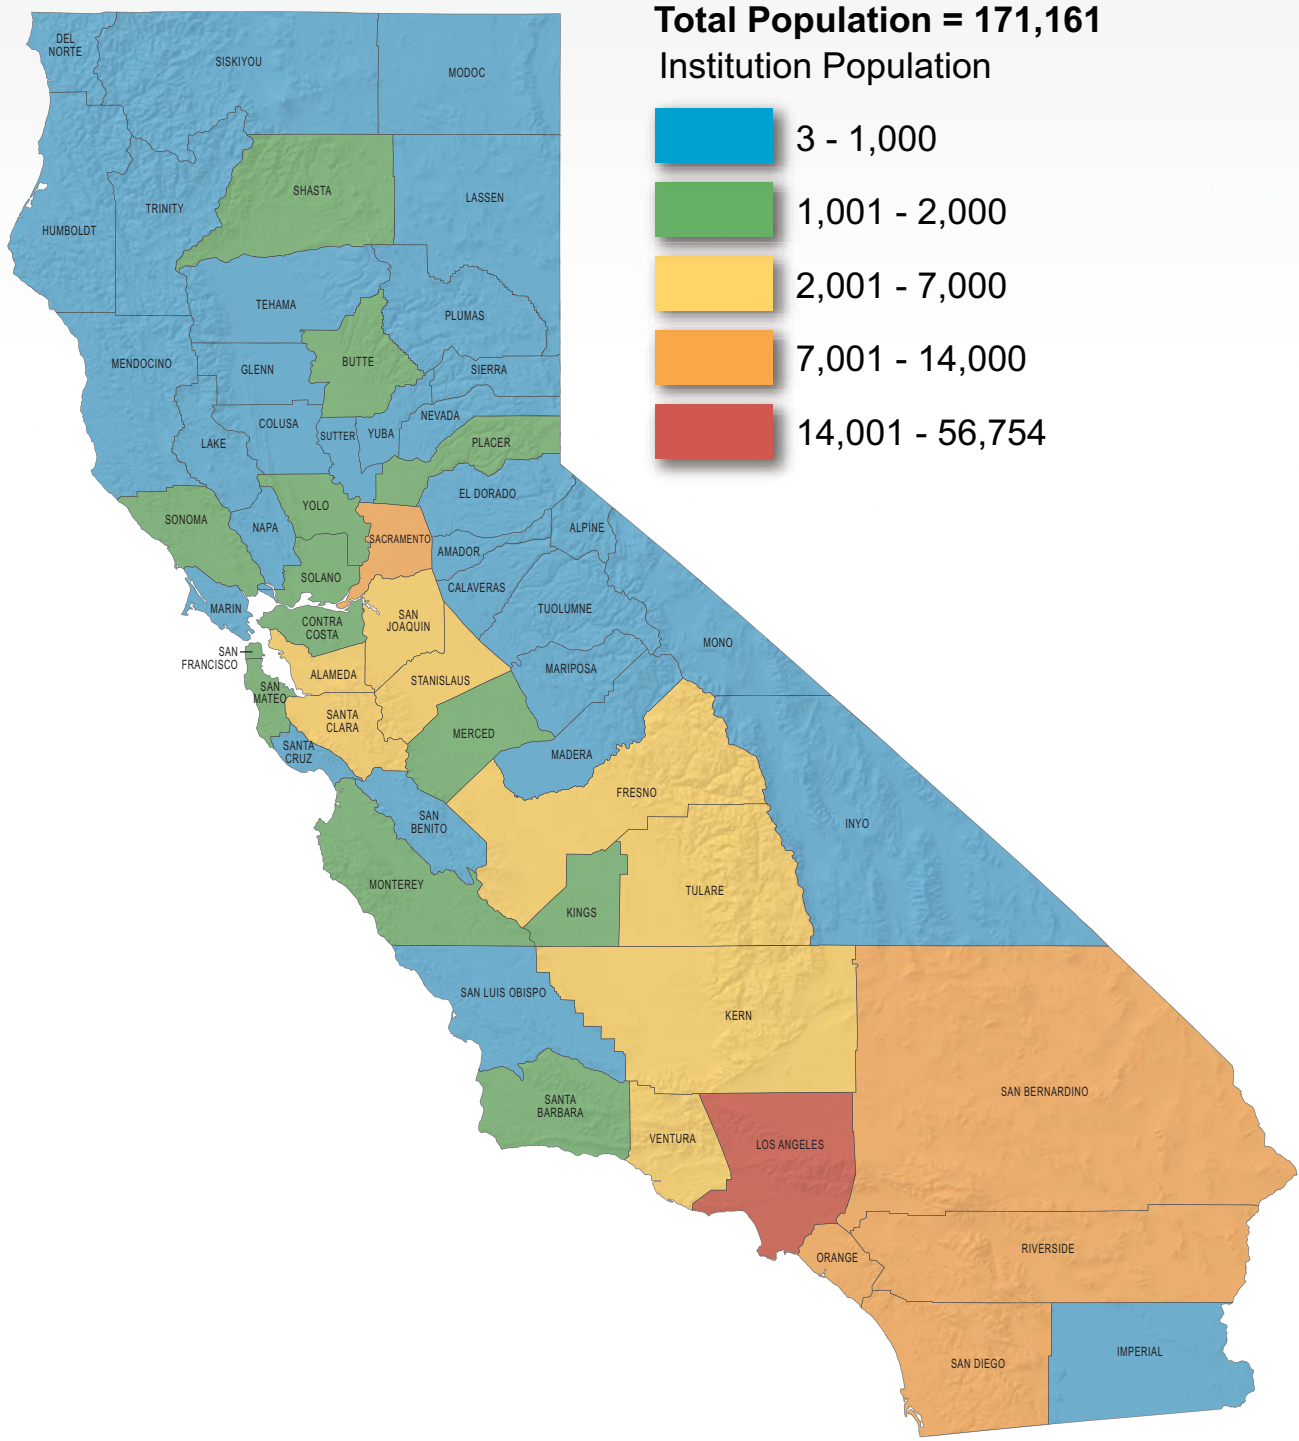 Total Population = 171,161
Institution Population
3 - 1,000
1,001 - 2,000
2,001 - 7,000
7,001 - 14,000
14,001 - 56,754
DEL
NORTE
SISKIYOU
MODOC
SHASTA
LASSEN
TRINITY
HUMBOLDT
TEHAMA
PLUMAS
MENDOCINO
GLENN
BUTTE
SIERRA
COLUSA
NEVADA
LAKE
SUTTER
YUBA
PLACER
EL DORADO
YOLO
SONOMA
NAPA
ALPINE
SACRAMENTO
AMADOR
SOLANO
CALAVERAS
MARIN
TUOLUMNE
CONTRA
COSTA
SAN
JOAQUIN
MONO
SAN
FRANCISCO
MARIPOSA
ALAMEDA
STANISLAUS
SAN
MATEO
SANTA
CLARA
MERCED
SANTA
CRUZ
MADERA
FRESNO
SAN
BENITO
INYO
MONTEREY
TULARE
KINGS
SAN LUIS OBISPO
KERN
SAN BERNARDINO
SANTA
BARBARA
VENTURA
LOS ANGELES
ORANGE
RIVERSIDE
SAN DIEGO
IMPERIAL